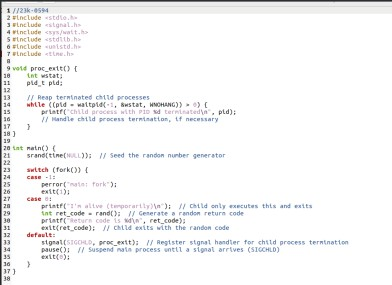 1 //23k-0594
2 #include <stdio.h>
3 #include <signal.h>
4 #include <sys/wait.h>
5 #include <stdlib.h>
6 #include <unistd.h>
7 #include <time.h>
8
9 void proc_exit() {
10 int wstat;
11 pid_t pid;
12
13 // Reap terminated child processes
14 while ((pid = waitpid(-1, &wstat, WNOHANG)) > 0) {
15 printf("Child process with PID %d terminated\n", pid);
16 // Handle child process termination, if necessary
17 }
18 }
19
20 int main() {
21 srand(time(NULL)); // Seed the random number generator
22
23 switch (fork()) {
24 case -1:
25 perror("main: fork");
26 exit(1);
27 case 0:
28 printf("I'm alive (temporarily)\n"); // Child only executes this and exits
29 int ret_code = rand(); // Generate a random return code
30 printf("Return code is %d\n", ret_code);
31 exit(ret_code); // Child exits with the random code
32 default:
33 signal(SIGCHLD, proc_exit); // Register signal handler for child process termination
34 pause(); // Suspend main process until a signal arrives (SIGCHLD)
35 exit(0);
36 }
37 }
38